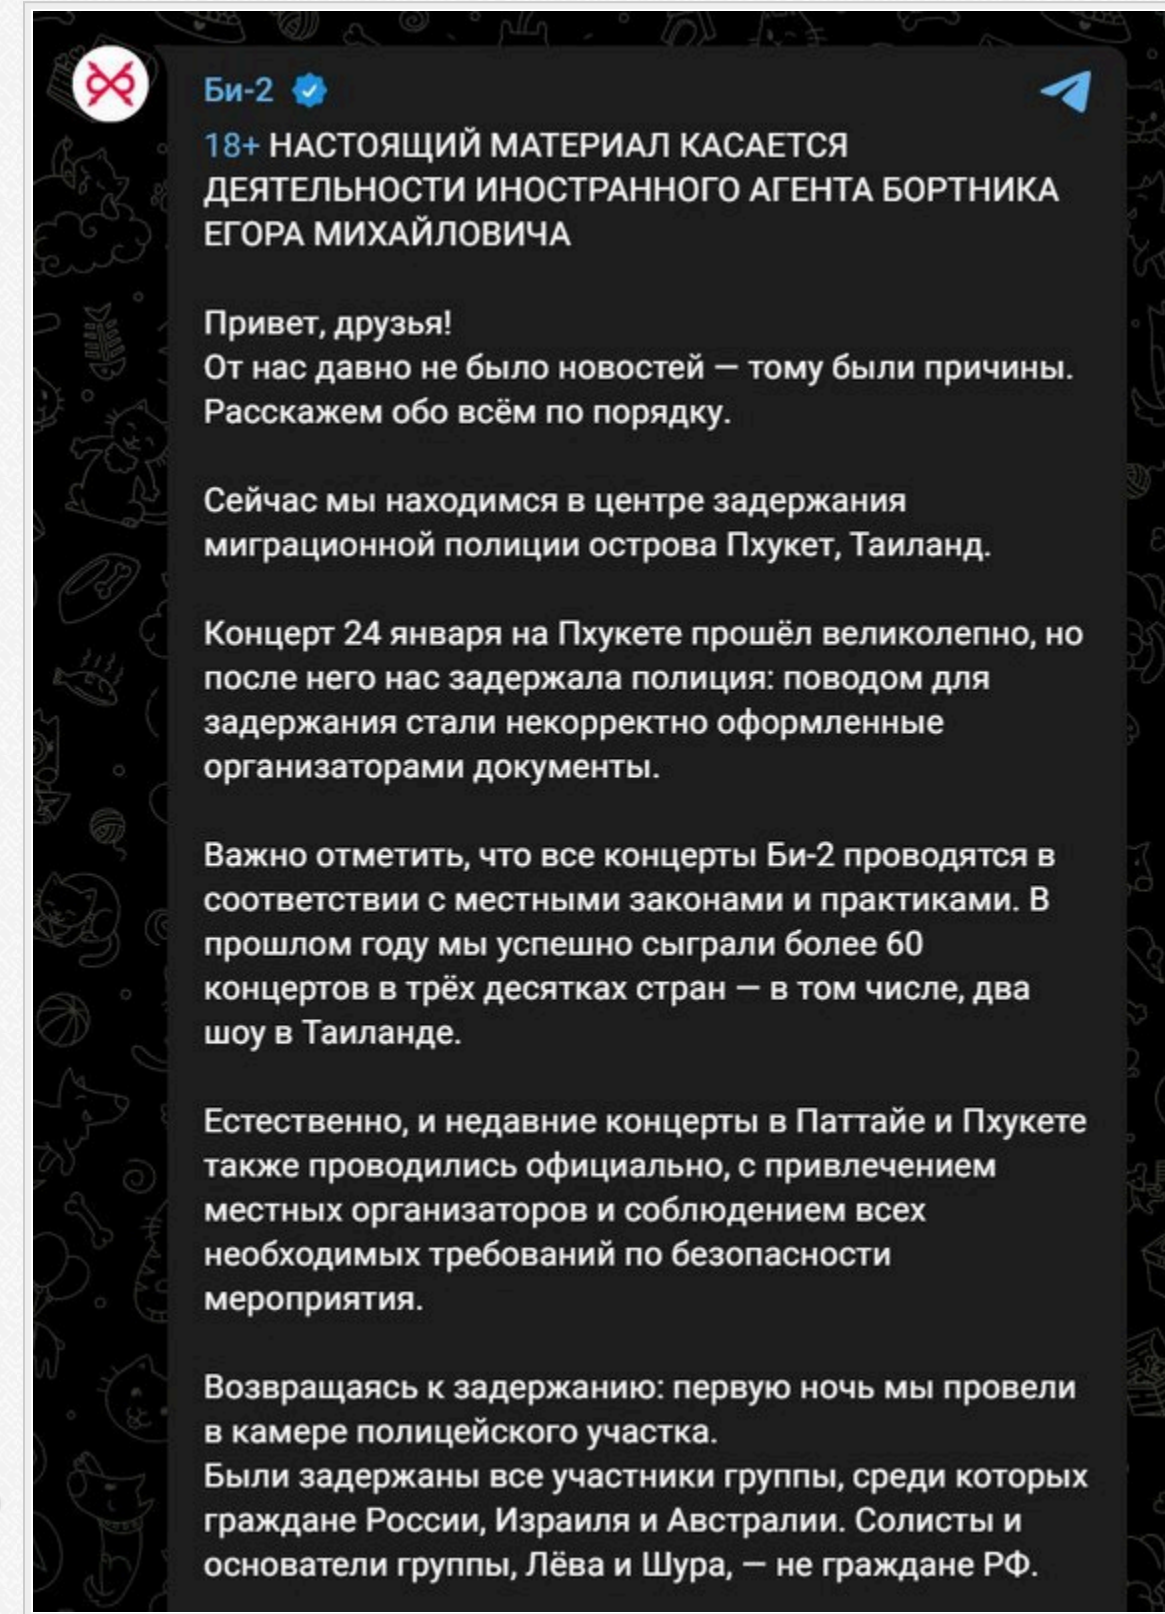 Би-2
18+ НАСТОЯЩИЙ МАТЕРИАЛ КАСАЕТСЯ
ДЕЯТЕЛЬНОСТИ ИНОСТРАННОГО АГЕНТА БОРТНИКА
ЕГОРА МИХАЙЛОВИЧА
Привет, друзья!
От нас давно не было новостей — тому были причины.
Расскажем обо всём по порядку.
Сейчас мы находимся в центре задержания
миграционной полиции острова Пхукет, Таиланд.
Концерт 24 января на Пхукете прошёл великолепно, но
после него нас задержала полиция: поводом для
задержания стали некорректно оформленные
организаторами документы.
Важно отметить, что все концерты Би-2 проводятся в
соответствии с местными законами и практиками. В
прошлом году мы успешно сыграли более 60
концертов в трёх десятках стран — в том числе, два
шоу в Таиланде.
Естественно, и недавние концерты в Паттайе и Пхукете
также проводились официально, с привлечением
местных организаторов и соблюдением всех
необходимых требований по безопасности
мероприятия.
Возвращаясь к задержанию: первую ночь мы провели
в камере полицейского участка.
Были задержаны все участники группы, среди которых
граждане России, Израиля и Австралии. Солисты и
основатели группы, Лёва и Шура, — не граждане РФ.